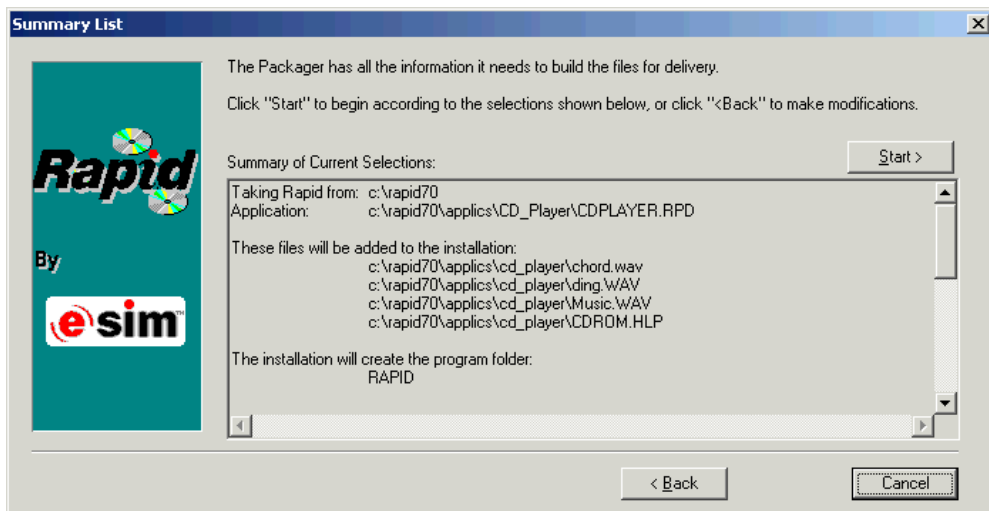 Summary List
The Packager has all the information it needs to build the files for delivery.
Click "Start" to begin according to the selections shown below, or click "<Back" to make modifications.
Rapid
By
e sim™
Start >
Summary of Current Selections:
Taking Rapid from: c:\rapid70
Application: c:\rapid70\applics\CD_Player\CDPLAYER.RPD
These files will be added to the installation:
c:\rapid70\applics\cd_player\chord.wav
c:\rapid70\applics\cd_player\ding.WAV
c:\rapid70\applics\cd_player\Music.WAV
c:\rapid70\applics\cd_player\CDROM.HLP
The installation will create the program folder:
RAPID
< Back
Cancel